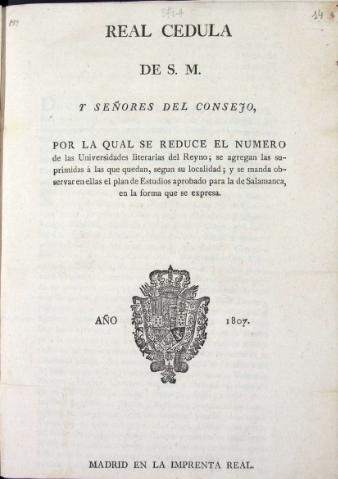 14
REAL CEDULA
DE S. M.
Y SEÑORES DEL CONSEJO,
POR LA QUAL SE REDUCE EL NUMERO
de las Universidades literarias del Reyno; se agregan las su-
primidas à las que quedan, segun su localidad; y se manda ob-
servar en ellas el plan de Estudios aprobado para la de Salamanca,
en la forma que se expresa.
AÑO 1807.
MADRID EN LA IMPRENTA REAL.